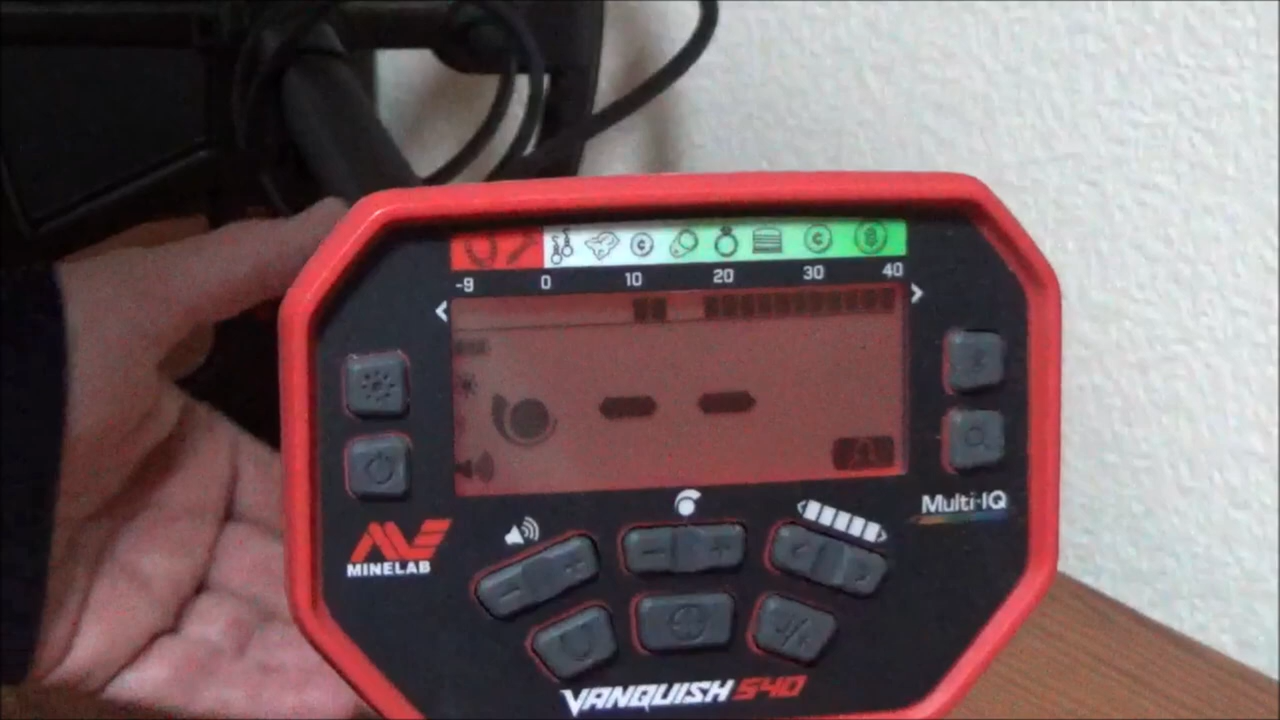 -9 0 10 20 30 40
< >
- -
Multi-IQ
MINELAB
- + - + < >
VANQUISH 540